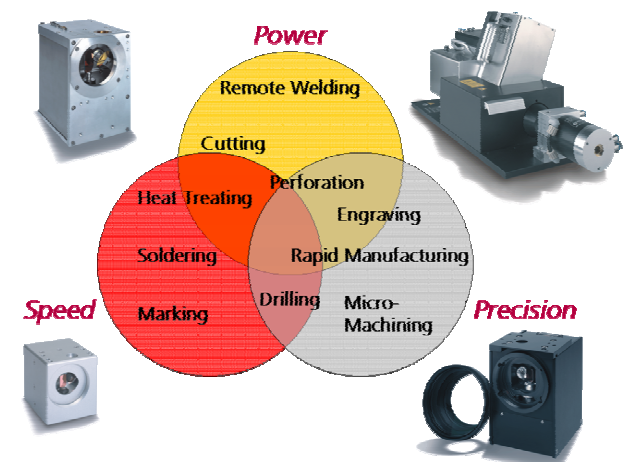 Power
Remote Welding
Cutting
Perforation
Heat Treating
Engraving
Soldering
Rapid Manufacturing
Drilling
Micro-
Machining
Marking
Speed
Precision